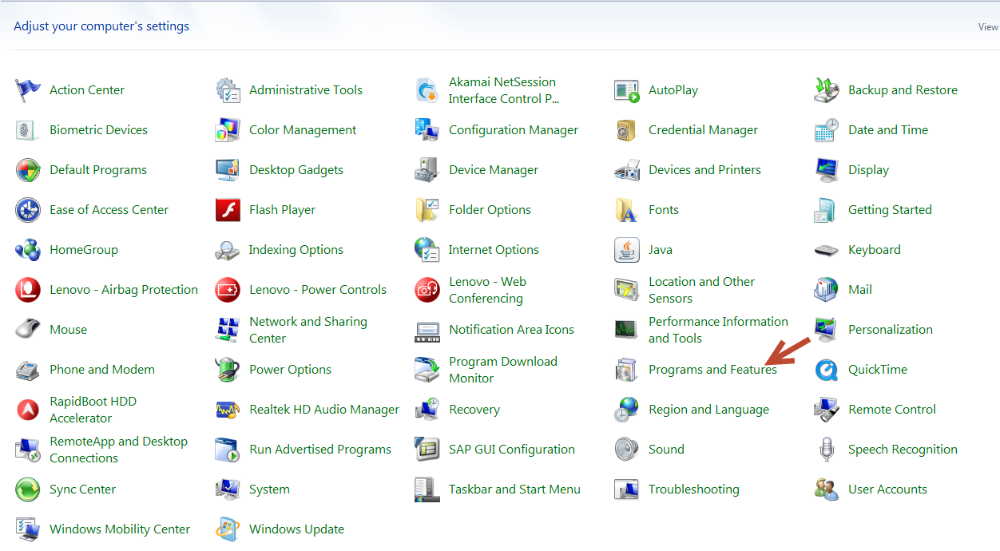 Adjust your computer's settings
View
Action Center
Administrative Tools
Akamai NetSession
Interface Control P...
AutoPlay
Backup and Restore
Biometric Devices
Color Management
Configuration Manager
Credential Manager
Date and Time
Default Programs
Desktop Gadgets
Device Manager
Devices and Printers
Display
Ease of Access Center
Flash Player
Folder Options
Fonts
Getting Started
HomeGroup
Indexing Options
Internet Options
Java
Keyboard
Lenovo - Airbag Protection
Lenovo - Power Controls
Lenovo - Web
Conferencing
Location and Other
Sensors
Mail
Mouse
Network and Sharing
Center
Notification Area Icons
Performance Information
and Tools
Personalization
Phone and Modem
Power Options
Program Download
Monitor
Programs and Features
QuickTime
RapidBoot HDD
Accelerator
Realtek HD Audio Manager
Recovery
Region and Language
Remote Control
RemoteApp and Desktop
Connections
Run Advertised Programs
SAP GUI Configuration
Sound
Speech Recognition
Sync Center
System
Taskbar and Start Menu
Troubleshooting
User Accounts
Windows Mobility Center
Windows Update